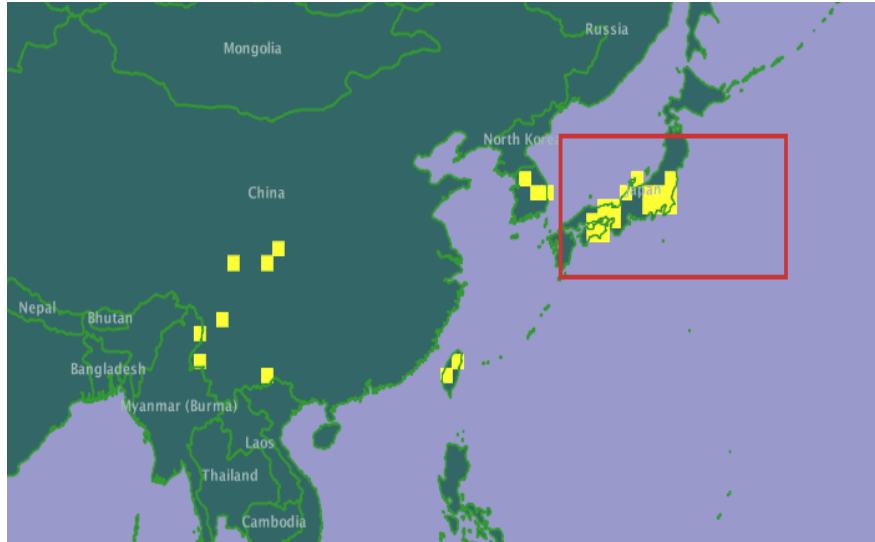 Russia
Mongolia
North Korea
China
Japan
Nepal
Bhutan
Bangladesh
Myanmar (Burma)
Laos
Thailand
Cambodia